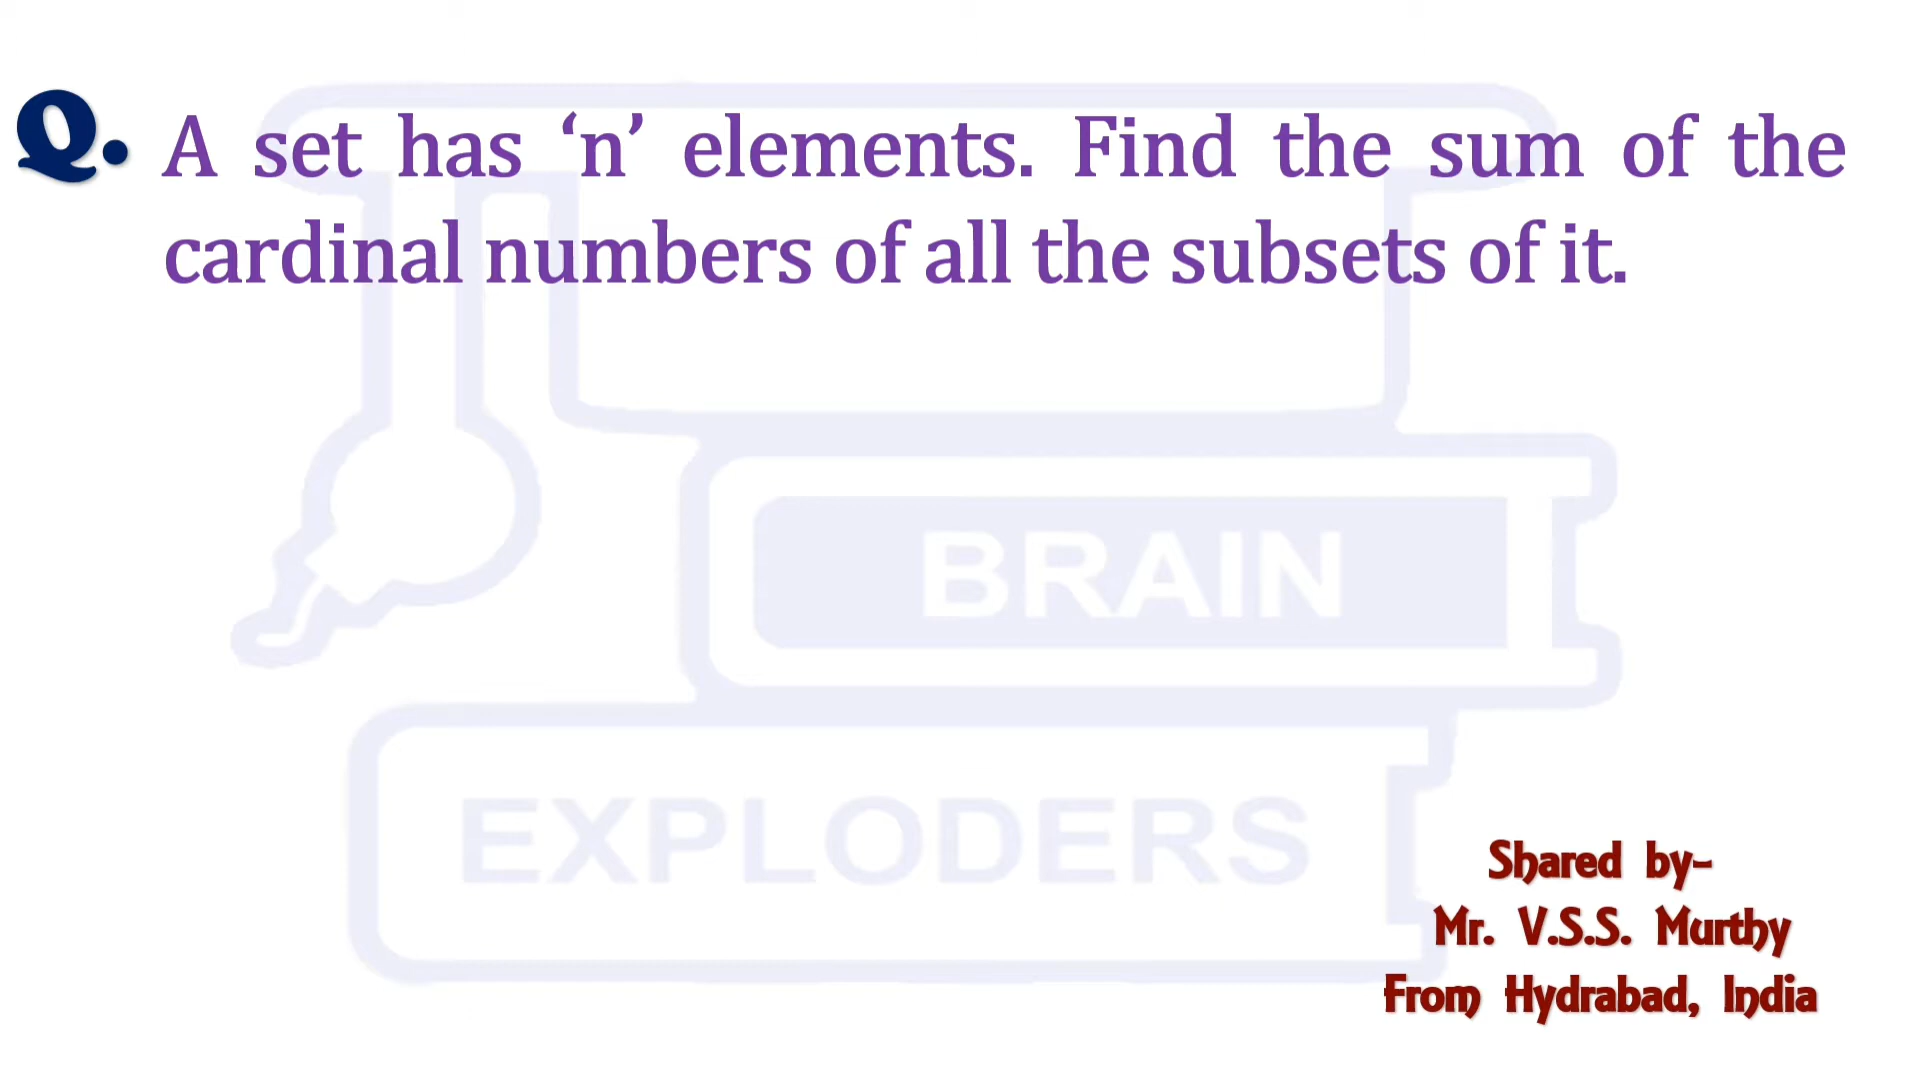 Q. A set has ‘n’ elements. Find the sum of the
cardinal numbers of all the subsets of it.
BRAIN
EXPLODERS
Shared by-
Mr. V.S.S. Murthy
From Hydrabad, India